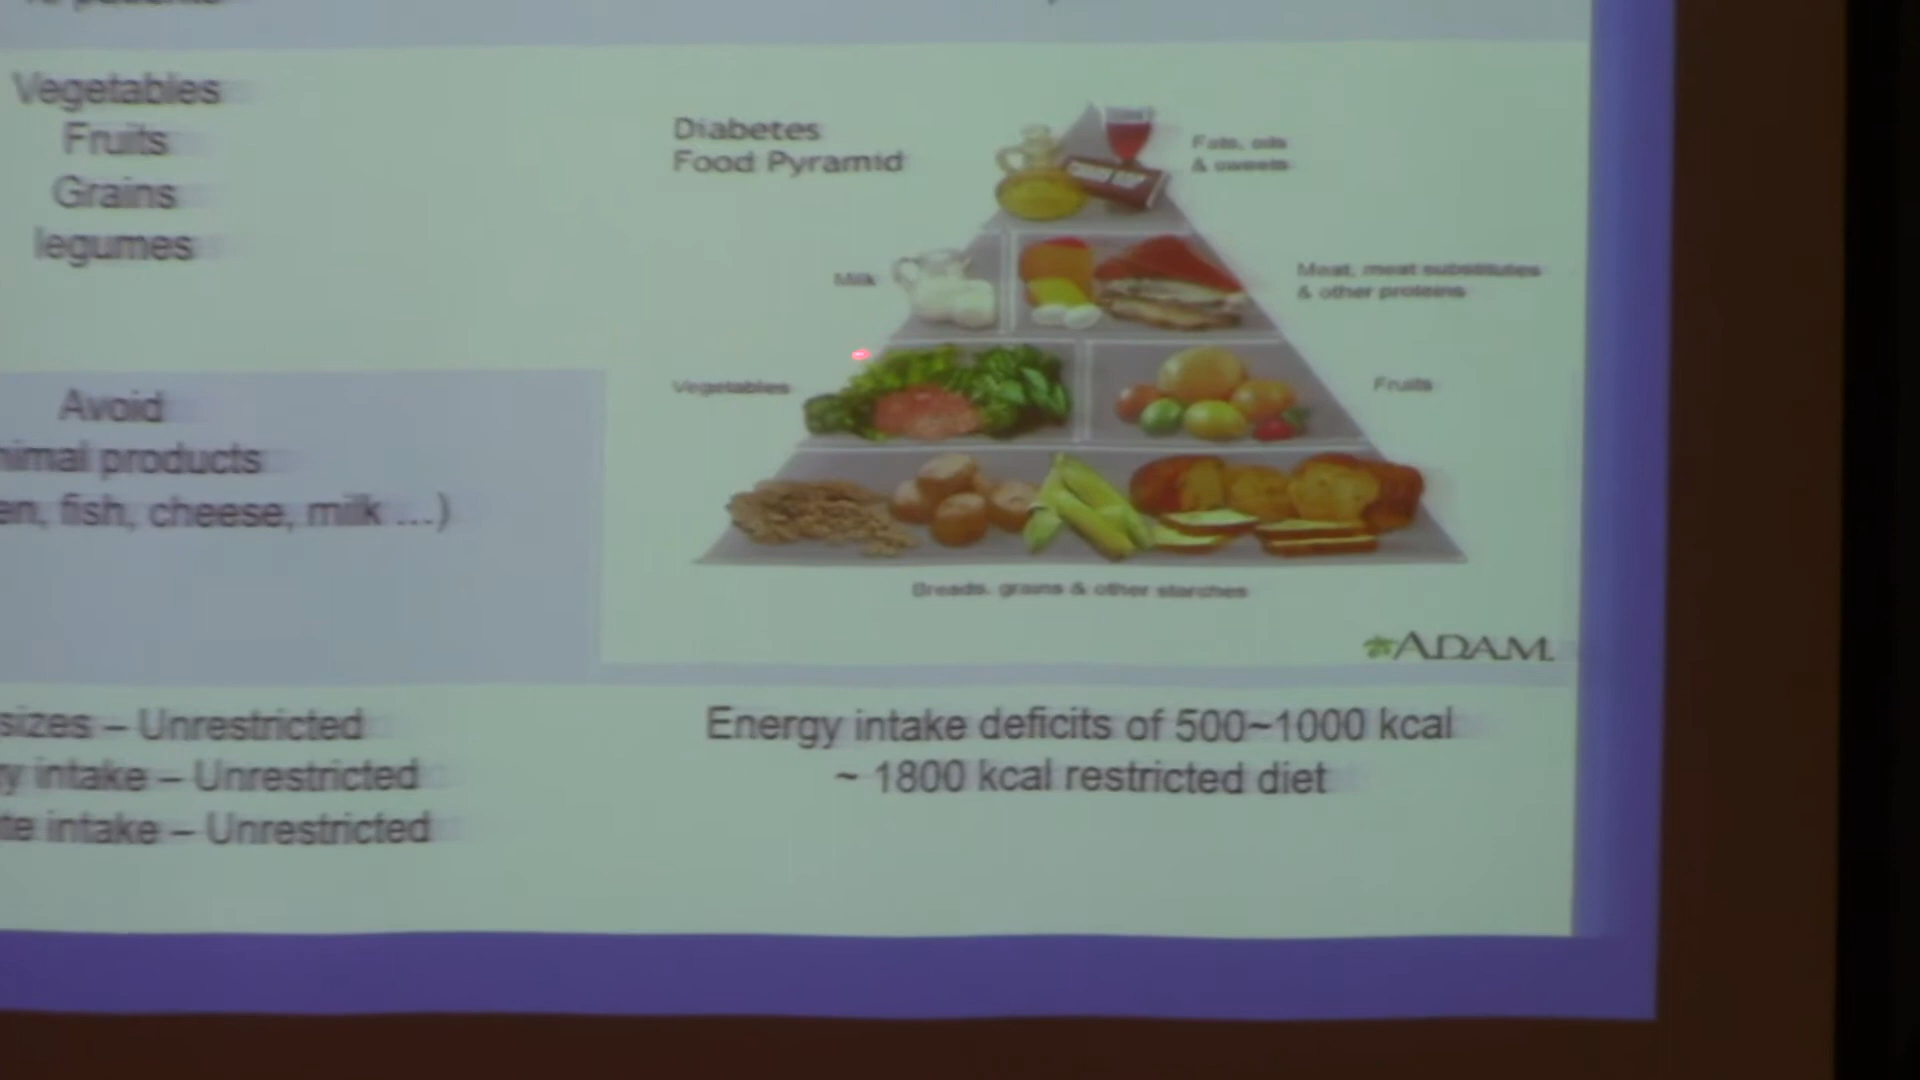 Vegetables
Fruits
Grains
legumes
Avoid
nimal products
en, fish, cheese, milk ...)
sizes – Unrestricted
y intake – Unrestricted
te intake – Unrestricted
Diabetes
Food Pyramid
Fats, oils
& sweets
Milk
Meat, meat substitutes
& other proteins
Vegetables
Fruits
Breads, grains & other starches
ADAM.
Energy intake deficits of 500~1000 kcal
~ 1800 kcal restricted diet